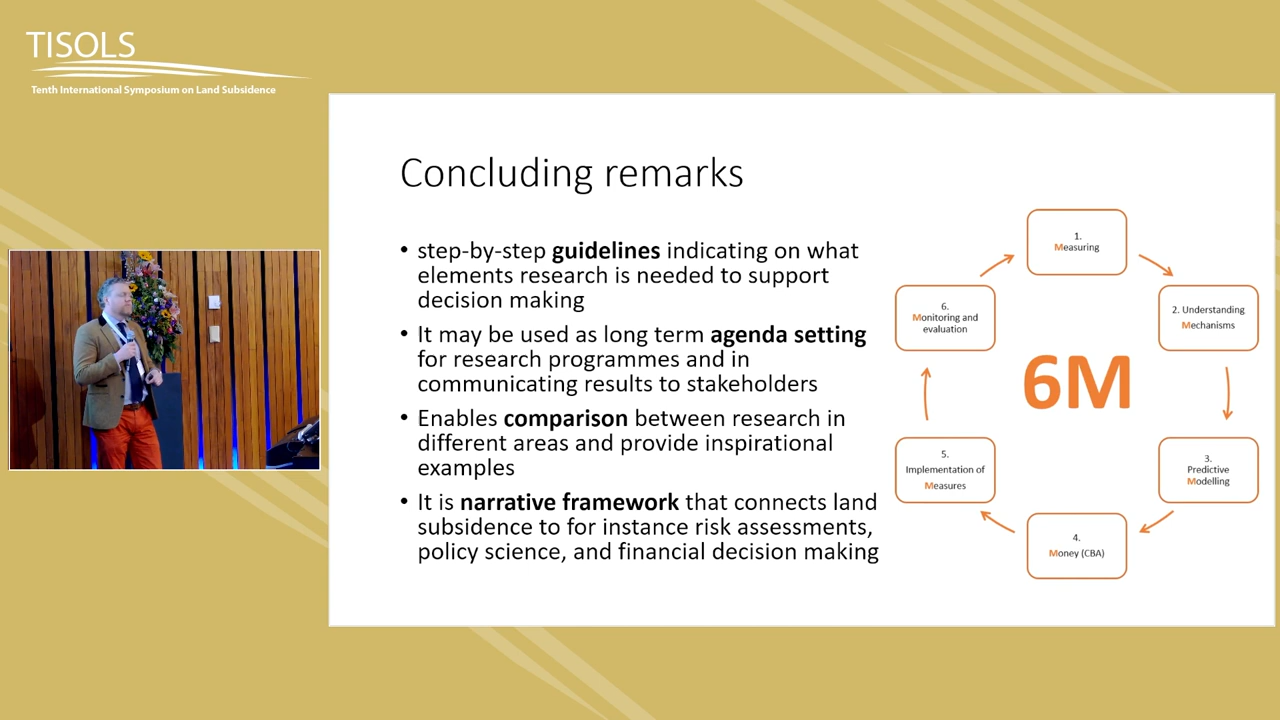 TISOLS
Tenth International Symposium on Land Subsidence
Concluding remarks
• step-by-step guidelines indicating on what
elements research is needed to support
decision making
• It may be used as long term agenda setting
for research programmes and in
communicating results to stakeholders
• Enables comparison between research in
different areas and provide inspirational
examples
• It is narrative framework that connects land
subsidence to for instance risk assessments,
policy science, and financial decision making
1.
Measuring
2. Understanding
Mechanisms
3.
Predictive
Modelling
4.
Money (CBA)
5.
Implementation of
Measures
6.
Monitoring and
evaluation
6M